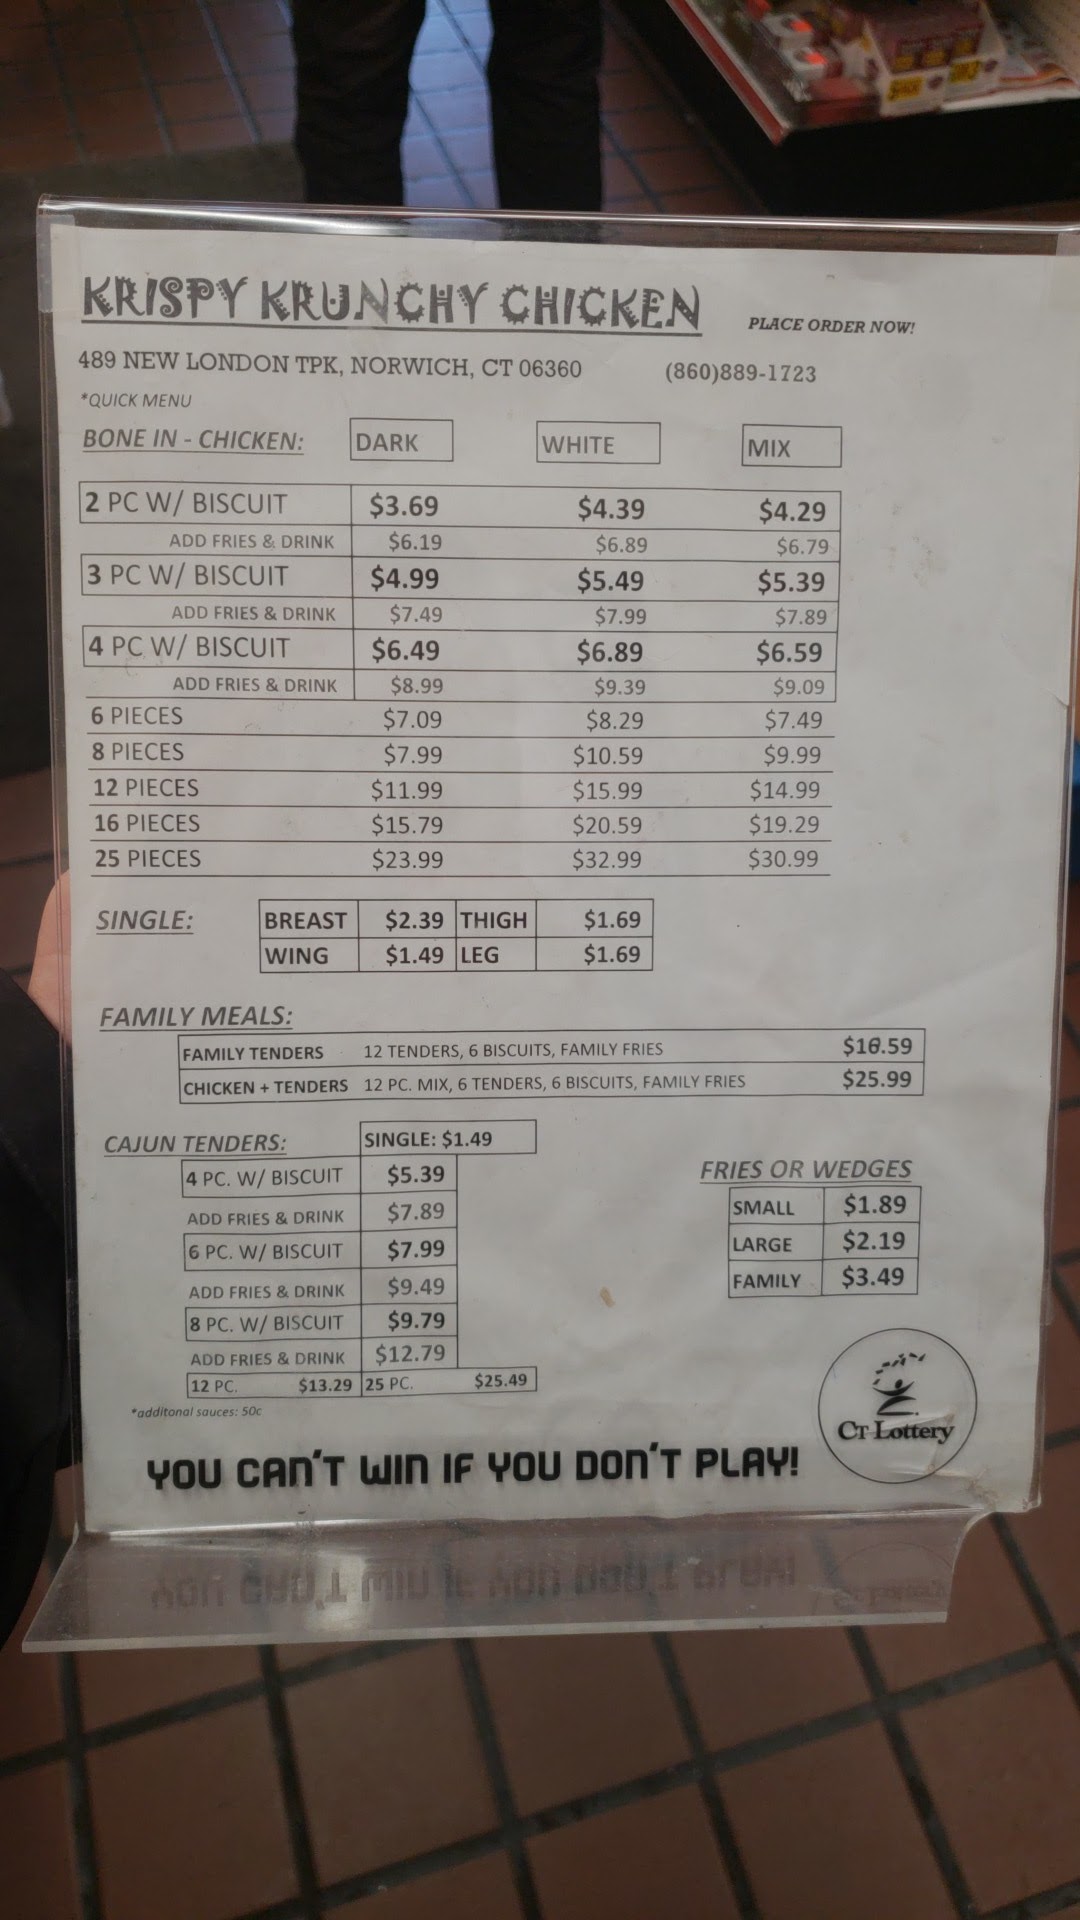 KRISPY KRUNCHY CHICKEN PLACE ORDER NOW!
489 NEW LONDON TPK, NORWICH, CT 06360 (860)889-1723
*QUICK MENU
BONE IN - CHICKEN: DARK WHITE MIX
2 PC W/ BISCUIT $3.69 $4.39 $4.29
ADD FRIES & DRINK $6.19 $6.89 $6.79
3 PC W/ BISCUIT $4.99 $5.49 $5.39
ADD FRIES & DRINK $7.49 $7.99 $7.89
4 PC W/ BISCUIT $6.49 $6.89 $6.59
ADD FRIES & DRINK $8.99 $9.39 $9.09
6 PIECES $7.09 $8.29 $7.49
8 PIECES $7.99 $10.59 $9.99
12 PIECES $11.99 $15.99 $14.99
16 PIECES $15.79 $20.59 $19.29
25 PIECES $23.99 $32.99 $30.99
SINGLE: BREAST $2.39 THIGH $1.69
WING $1.49 LEG $1.69
FAMILY MEALS:
FAMILY TENDERS 12 TENDERS, 6 BISCUITS, FAMILY FRIES
CHICKEN + TENDERS 12 PC. MIX, 6 TENDERS, 6 BISCUITS, FAMILY FRIES $25.99
CAJUN TENDERS: SINGLE: $1.49
4 PC. W/ BISCUIT $5.39
ADD FRIES & DRINK $7.89
6 PC. W/ BISCUIT $7.99
ADD FRIES & DRINK $9.49
8 PC. W/ BISCUIT $9.79
ADD FRIES & DRINK $12.79
12 PC. $13.29 25 PC. $25.49
*additonal sauces: 50c
FRIES OR WEDGES
SMALL $1.89
LARGE $2.19
FAMILY $3.49
CT Lottery
YOU CAN'T WIN IF YOU DON'T PLAY!